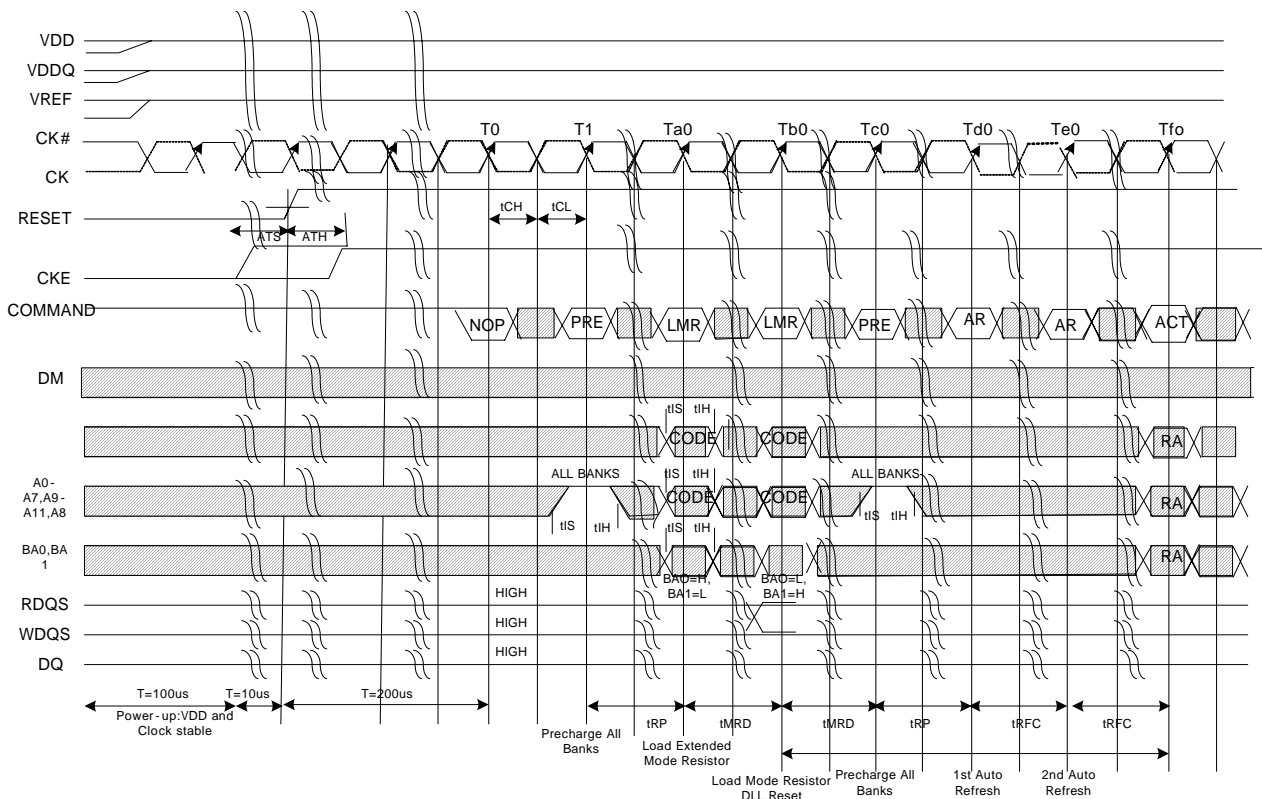 VDD
VDDQ
VREF
CK#
T0 T1 Ta0 Tb0 Tc0 Td0 Te0 Tfo
CK
RESET
tCH tCL
ATS ATH
CKE
COMMAND
NOP PRE LMR LMR PRE AR AR ACT
DM
tIS tIH
CODE CODE RA
ALL BANKS tIS tIH ALL BANKS
A0-
A7,A9-
A11,A8
CODE CODE RA
tIS tIH tIS tIH tIS tIH
BA0,BA
1
RA
BAO=H,
BA1=L
BAO=L,
BA1=H
RDQS HIGH
WDQS HIGH
DQ HIGH
T=100us T=10us T=200us
Power-up:VDD and
Clock stable
tRP tMRD tMRD tRP tRFC tRFC
Precharge All
Banks
Load Extended
Mode Resistor
Load Mode Resistor
DLL Reset
Precharge All
Banks
1st Auto
Refresh
2nd Auto
Refresh